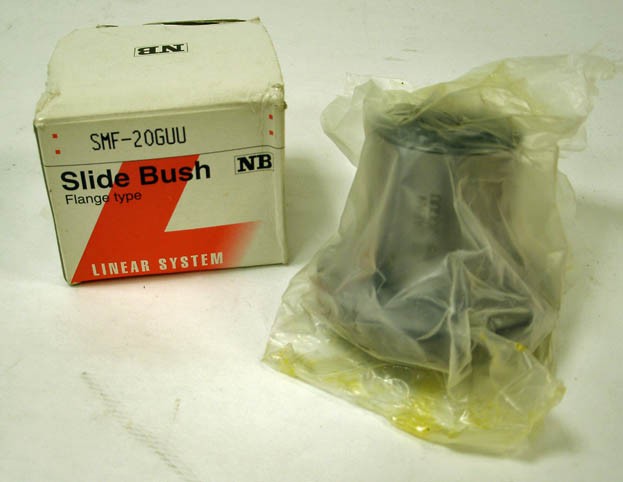 NB
SMF-20GUU
Slide Bush
NB
Flange type
LINEAR SYSTEM